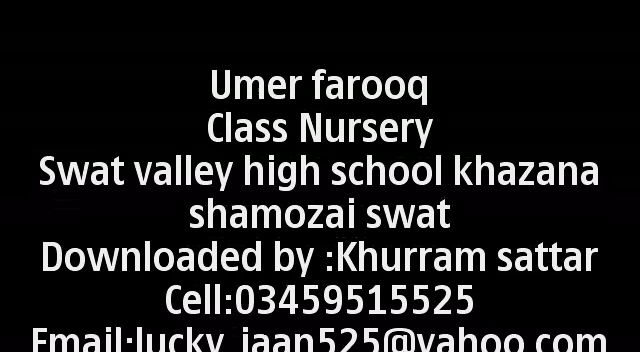 Umer farooq
Class Nursery
Swat valley high school khazana
shamozai swat
Downloaded by :Khurram sattar
Cell:03459515525
Email:lucky_jaan525@yahoo.com